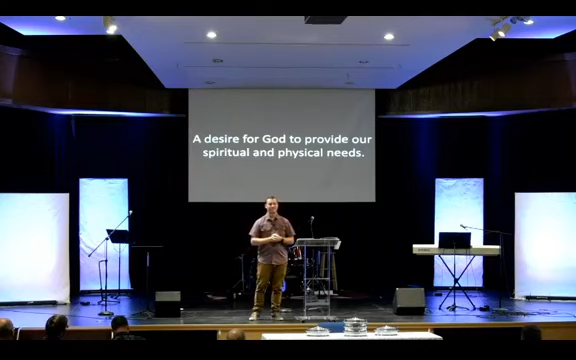 A desire for God to provide our
spiritual and physical needs.